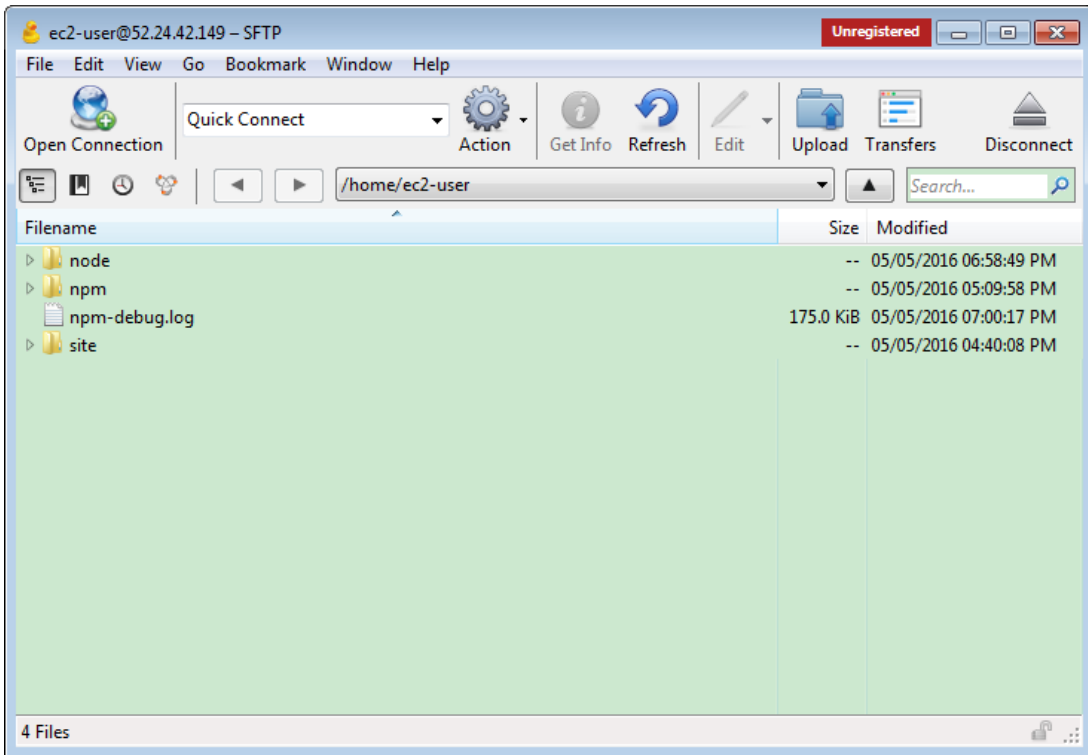 ec2-user@52.24.42.149 – SFTP Unregistered
File Edit View Go Bookmark Window Help
Quick Connect
Open Connection Action Get Info Refresh Edit Upload Transfers Disconnect
/home/ec2-user Search...
Filename Size Modified
node -- 05/05/2016 06:58:49 PM
npm -- 05/05/2016 05:09:58 PM
npm-debug.log 175.0 KiB 05/05/2016 07:00:17 PM
site -- 05/05/2016 04:40:08 PM
4 Files